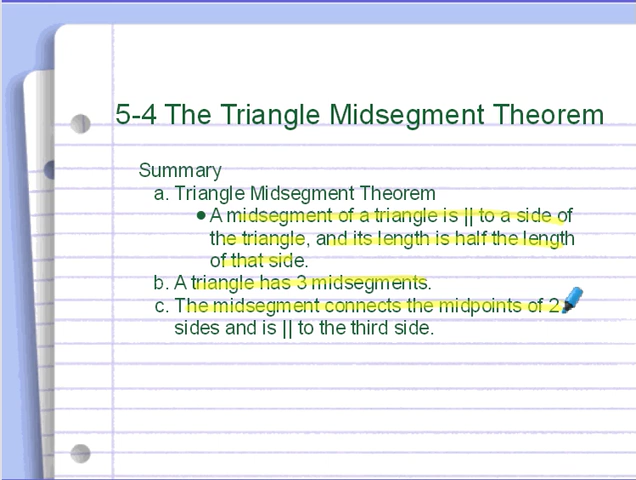 5-4 The Triangle Midsegment Theorem
Summary
a. Triangle Midsegment Theorem
● A midsegment of a triangle is || to a side of
the triangle, and its length is half the length
of that side.
b. A triangle has 3 midsegments.
c. The midsegment connects the midpoints of 2
sides and is || to the third side.